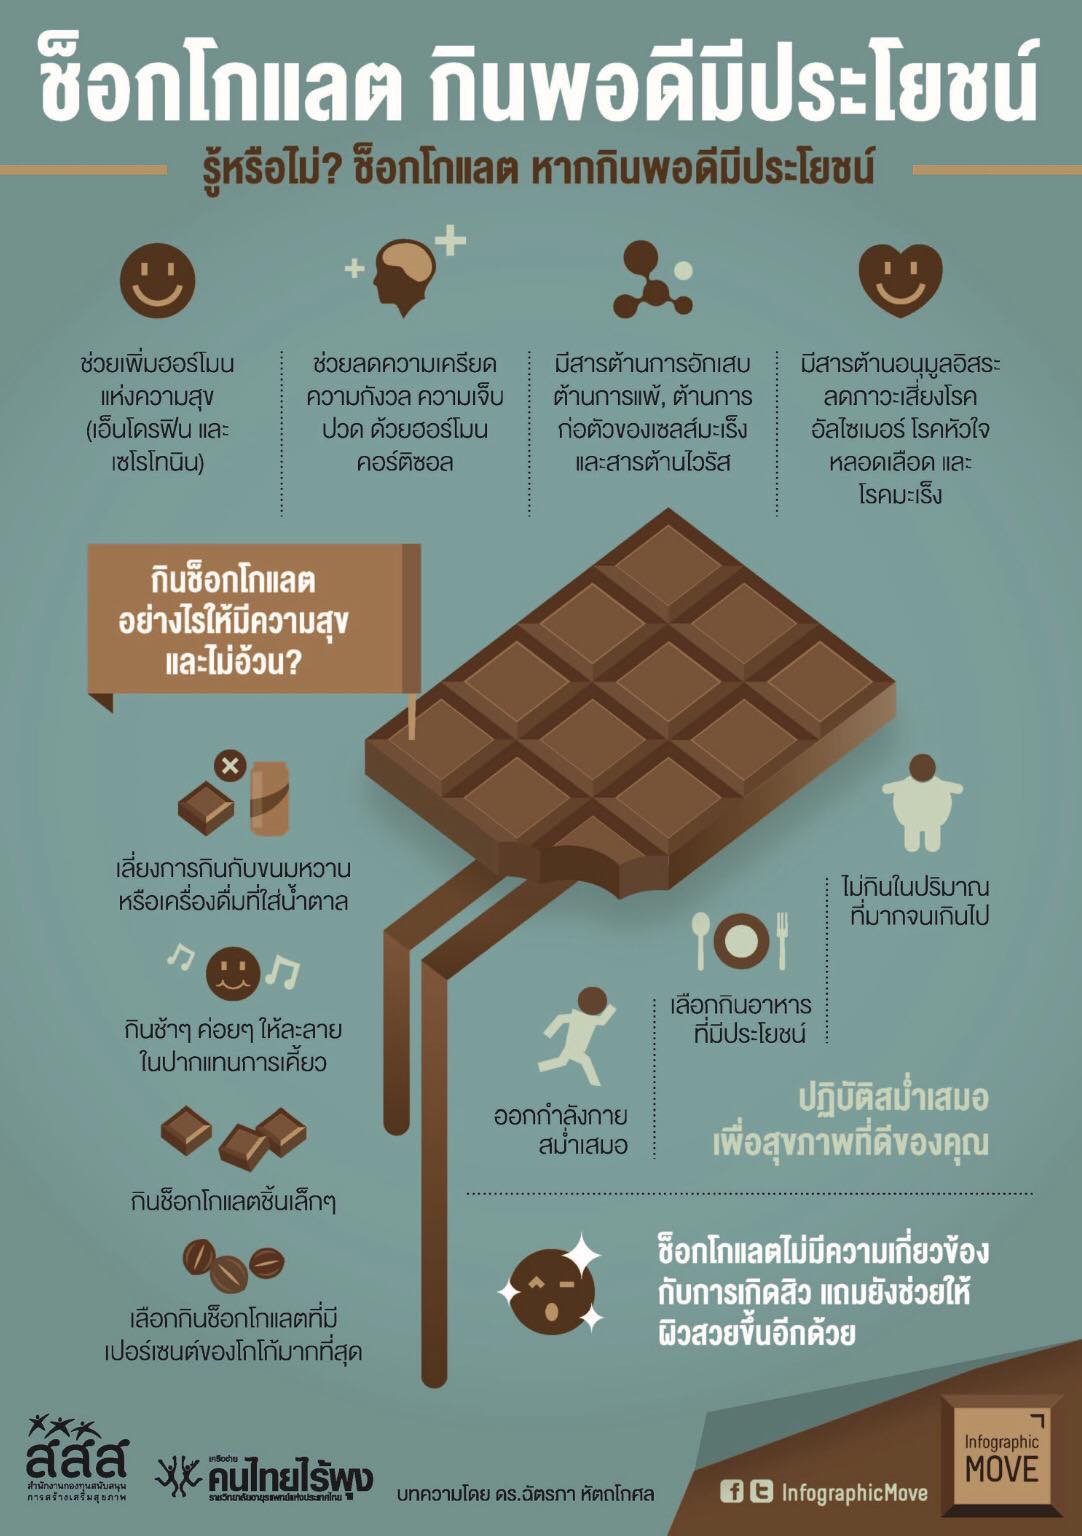 ช็อกโกแลต กินพอดีมีประโยชน์
รู้หรือไม่? ช็อกโกแลต หากกินพอดีมีประโยชน์
ช่วยเพิ่มฮอร์โมน
แห่งความสุข
(เอ็นโดรฟิน และ
เซโรโทนิน)
ช่วยลดความเครียด
ความกังวล ความเจ็บ
ปวด ด้วยฮอร์โมน
คอร์ติซอล
มีสารต้านการอักเสบ
ต้านการแพ้, ต้านการ
ก่อตัวของเซลส์มะเร็ง
และสารต้านไวรัส
มีสารต้านอนุมูลอิสระ
ลดภาวะเสี่ยงโรค
อัลไซเมอร์ โรคหัวใจ
หลอดเลือด และ
โรคมะเร็ง
กินช็อกโกแลต
อย่างไรให้มีความสุข
และไม่อ้วน?
เลี่ยงการกินกับขนมหวาน
หรือเครื่องดื่มที่ใส่น้ำตาล
กินช้าๆ ค่อยๆ ให้ละลาย
ในปากแทนการเคี้ยว
กินช็อกโกแลตชิ้นเล็กๆ
เลือกกินช็อกโกแลตที่มี
เปอร์เซนต์ของโกโก้มากที่สุด
ไม่กินในปริมาณ
ที่มากจนเกินไป
เลือกกินอาหาร
ที่มีประโยชน์
ออกกำลังกาย
สม่ำเสมอ
ปฏิบัติสม่ำเสมอ
เพื่อสุขภาพที่ดีของคุณ
ช็อกโกแลตไม่มีความเกี่ยวข้อง
กับการเกิดสิว แถมยังช่วยให้
ผิวสวยขึ้นอีกด้วย
สสส
สำนักงานกองทุนสนับสนุน
การสร้างเสริมสุขภาพ
เครือข่าย
คนไทยไร้พุง
ราชวิทยาลัยอายุรแพทย์แห่งประเทศไทย
บทความโดย ดร.ฉัตรภา หัตถโกศล
InfographicMove
Infographic
MOVE